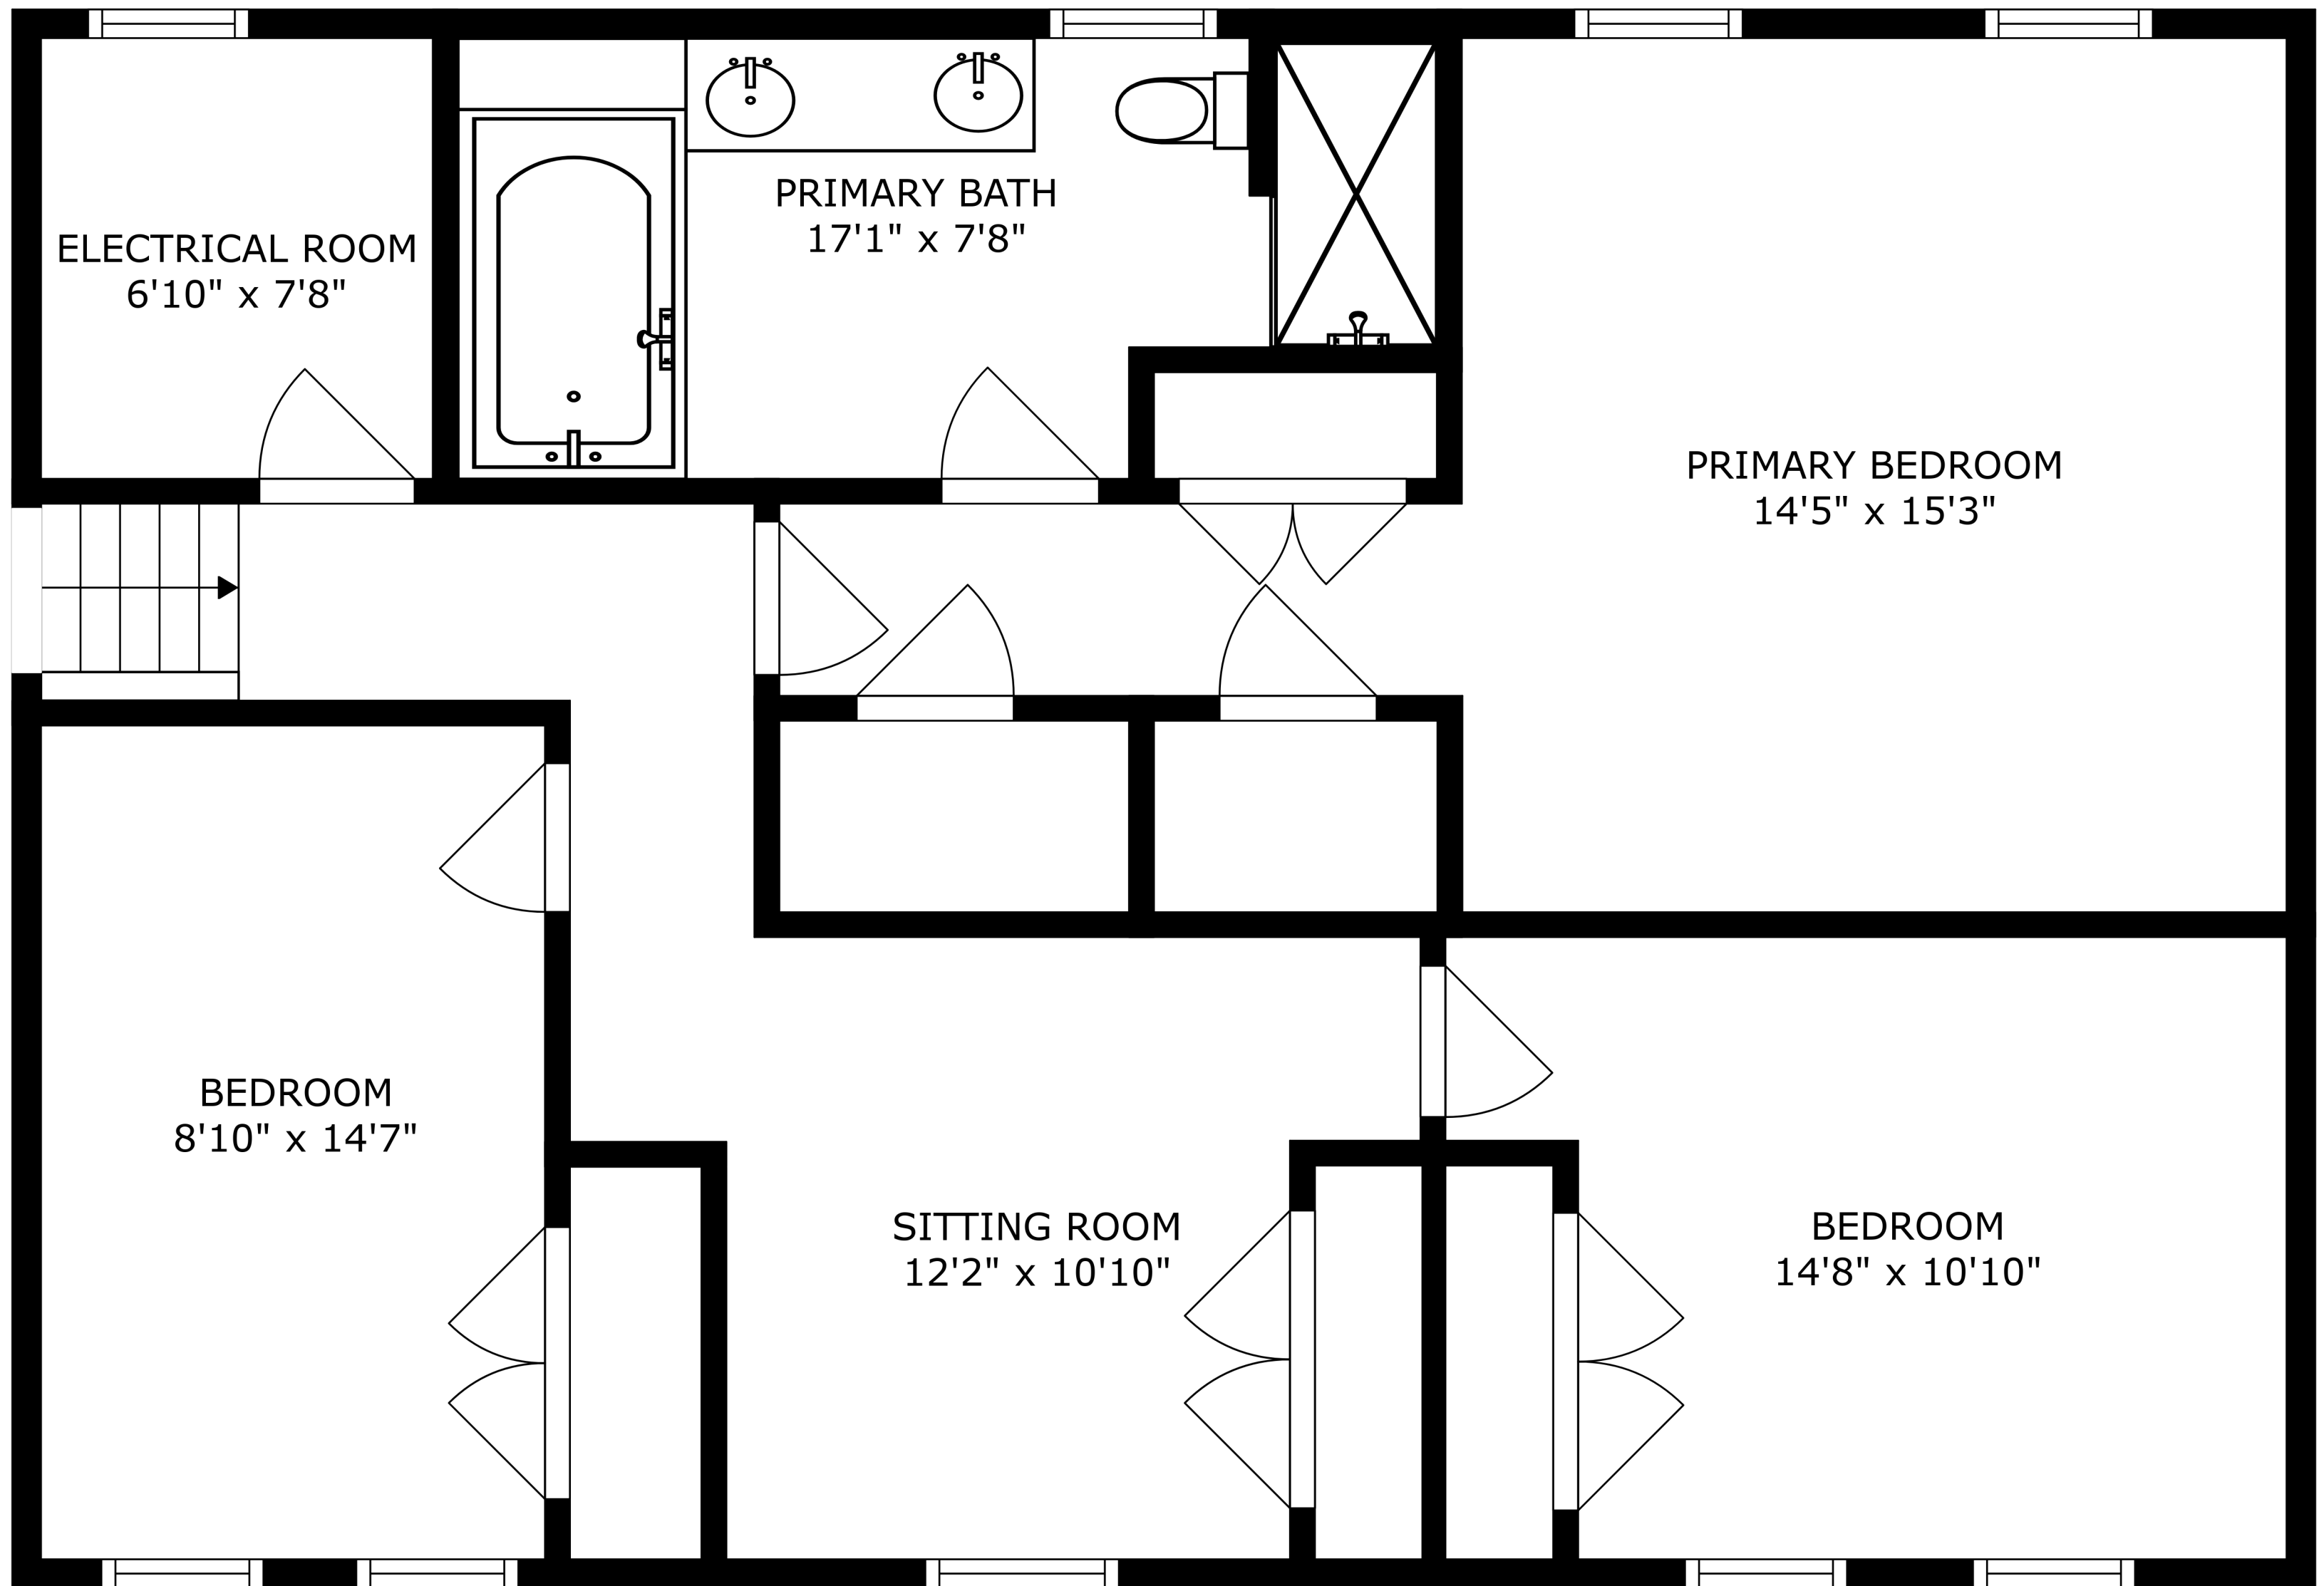 ELECTRICAL ROOM
6'10" x 7'8"
PRIMARY BATH
17'1" x 7'8"
PRIMARY BEDROOM
14'5" x 15'3"
BEDROOM
8'10" x 14'7"
SITTING ROOM
12'2" x 10'10"
BEDROOM
14'8" x 10'10"